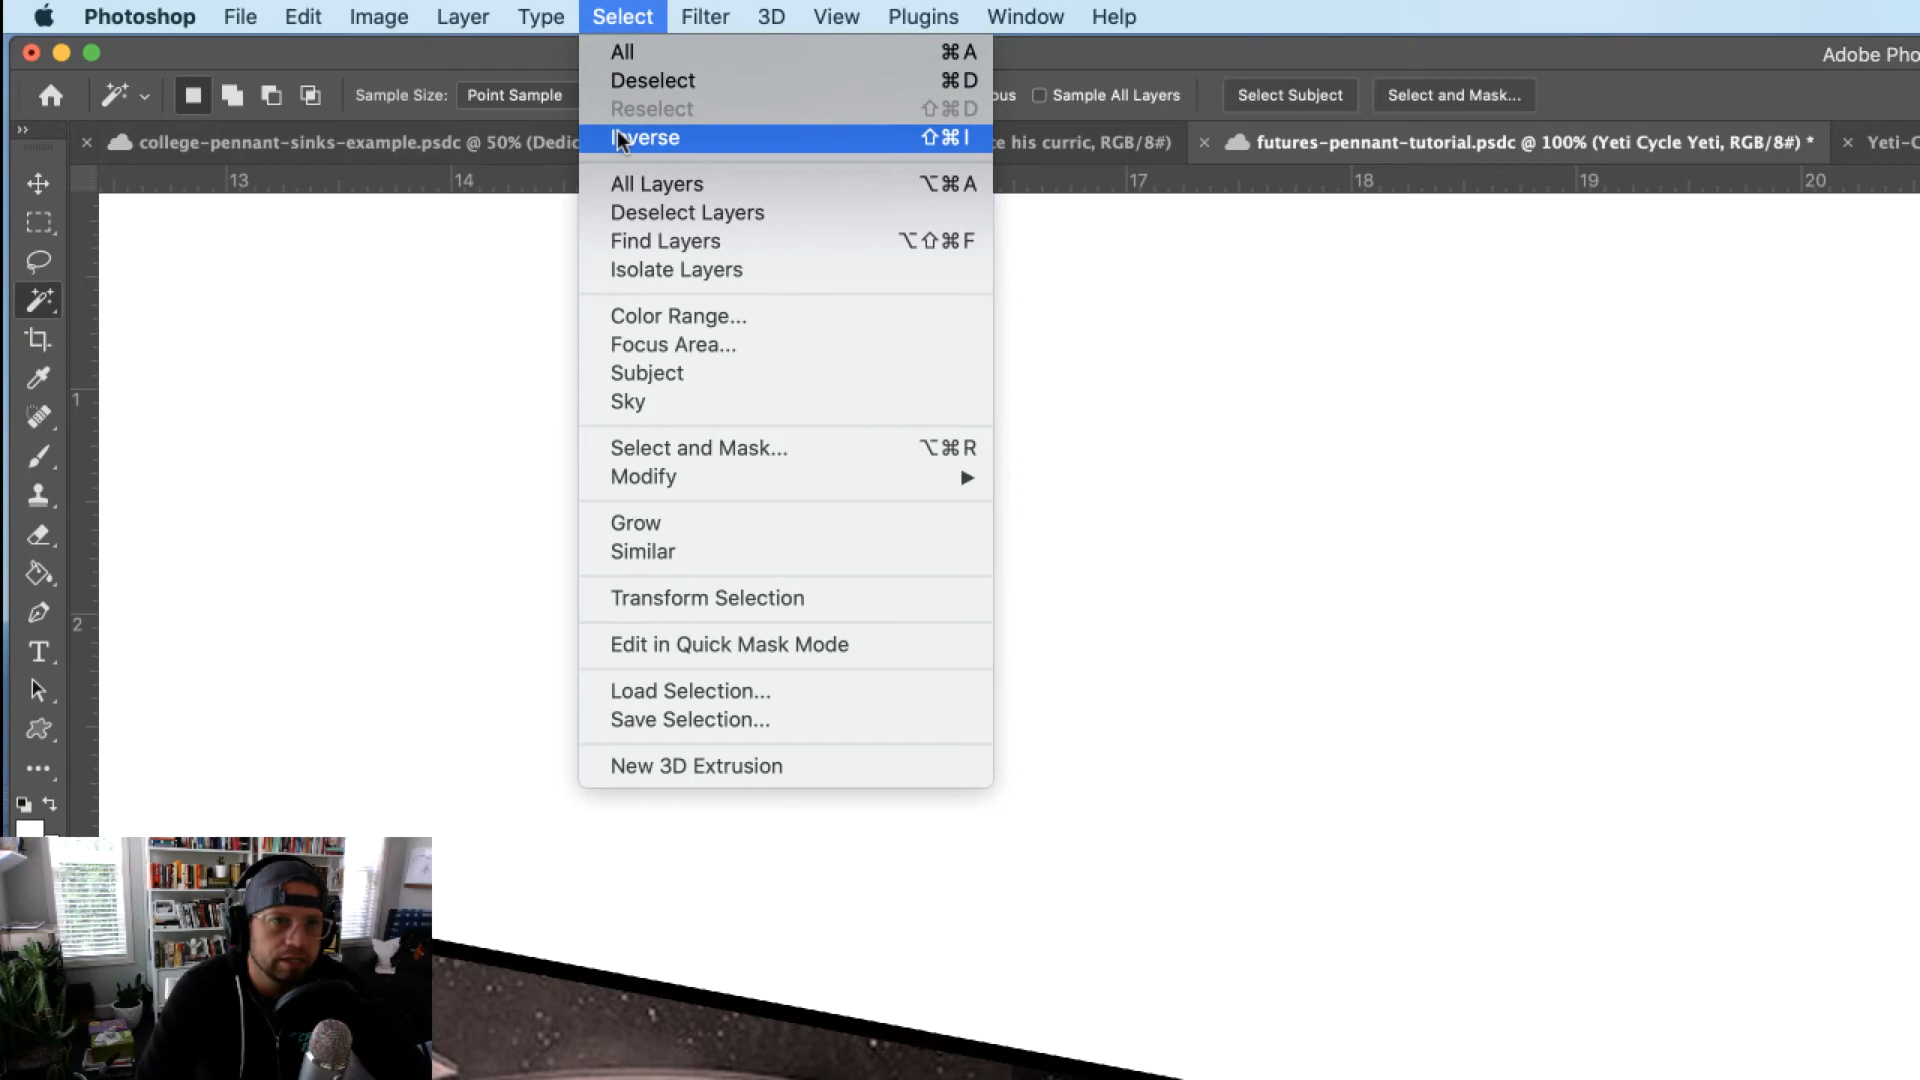 Photoshop File Edit Image Layer Type Select Filter 3D View Plugins Window Help
Adobe Pho
Sample Size: Point Sample ous Sample All Layers Select Subject Select and Mask...
college-pennant-sinks-example.psdc @ 50% (Dedic e his curric, RGB/8#) futures-pennant-tutorial.psdc @ 100% (Yeti Cycle Yeti, RGB/8#) * Yeti-C
13 14 17 18 19 20
All ⌘A
Deselect ⌘D
Reselect ⇧⌘D
Inverse ⇧⌘I
All Layers ⌥⌘A
Deselect Layers
Find Layers ⌥⇧⌘F
Isolate Layers
Color Range...
Focus Area...
Subject
Sky
Select and Mask... ⌥⌘R
Modify ▶
Grow
Similar
Transform Selection
Edit in Quick Mask Mode
Load Selection...
Save Selection...
New 3D Extrusion
1
2